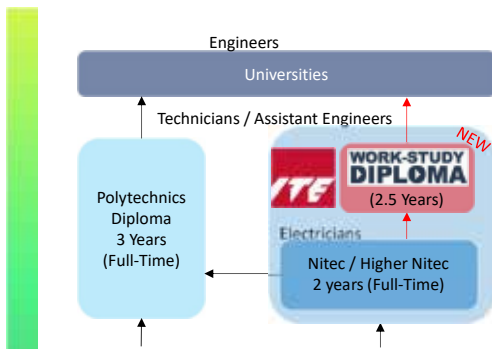 Engineers
Universities
Technicians / Assistant Engineers
NEW
ITE
WORK-STUDY
DIPLOMA
(2.5 Years)
Polytechnics
Diploma
3 Years
(Full-Time)
Electricians
Nitec / Higher Nitec
2 years (Full-Time)